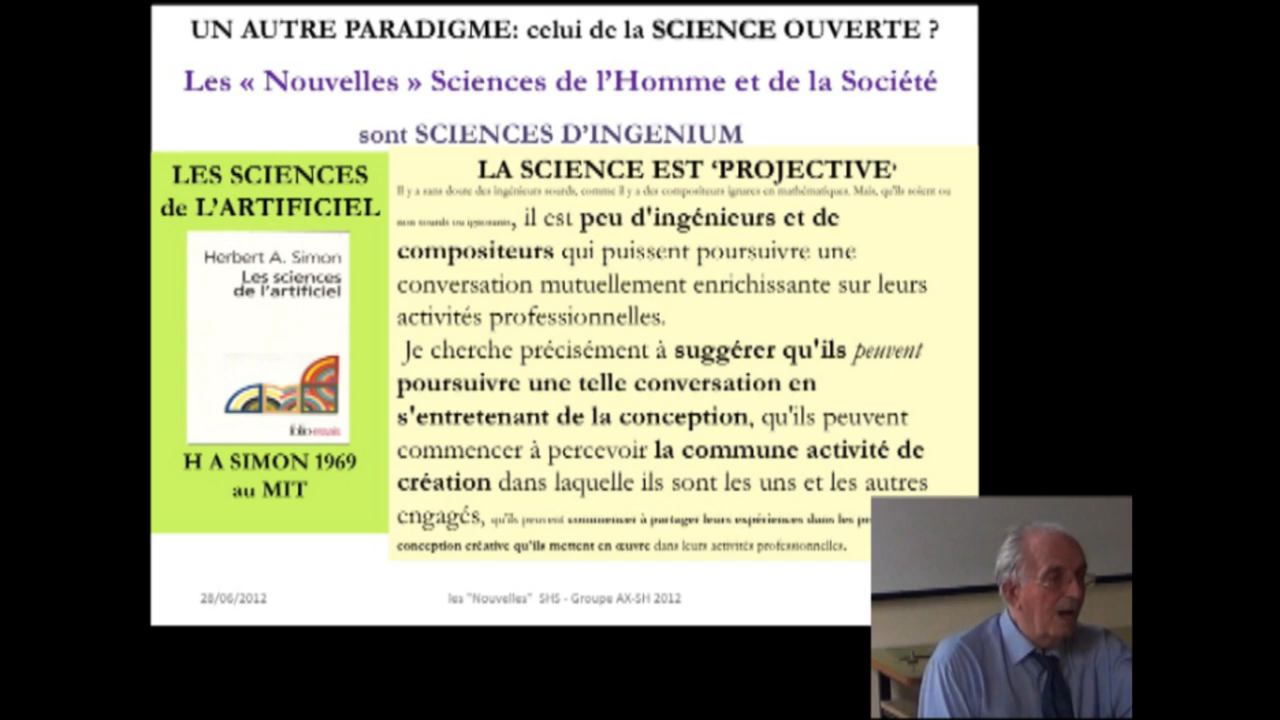 UN AUTRE PARADIGME: celui de la SCIENCE OUVERTE ?
Les « Nouvelles » Sciences de l'Homme et de la Société
sont SCIENCES D'INGENIUM
LES SCIENCES
de L'ARTIFICIEL
Herbert A. Simon
Les sciences
de l'artificiel
folio essais
H A SIMON 1969
au MIT
LA SCIENCE EST ‘PROJECTIVE’
Il y a sans doute des ingénieurs sourds, comme il y a des compositeurs ignares en mathématiques. Mais, qu'ils soient ou
non sourds ou ignorants, il est peu d'ingénieurs et de
compositeurs qui puissent poursuivre une
conversation mutuellement enrichissante sur leurs
activités professionnelles.
Je cherche précisément à suggérer qu'ils peuvent
poursuivre une telle conversation en
s'entretenant de la conception, qu'ils peuvent
commencer à percevoir la commune activité de
création dans laquelle ils sont les uns et les autres
engagés, qu'ils peuvent commencer à partager leurs expériences dans les
conception créative qu'ils mettent en œuvre dans leurs activités professionnelles.
28/06/2012
les "Nouvelles" SHS - Groupe AX-SH 2012